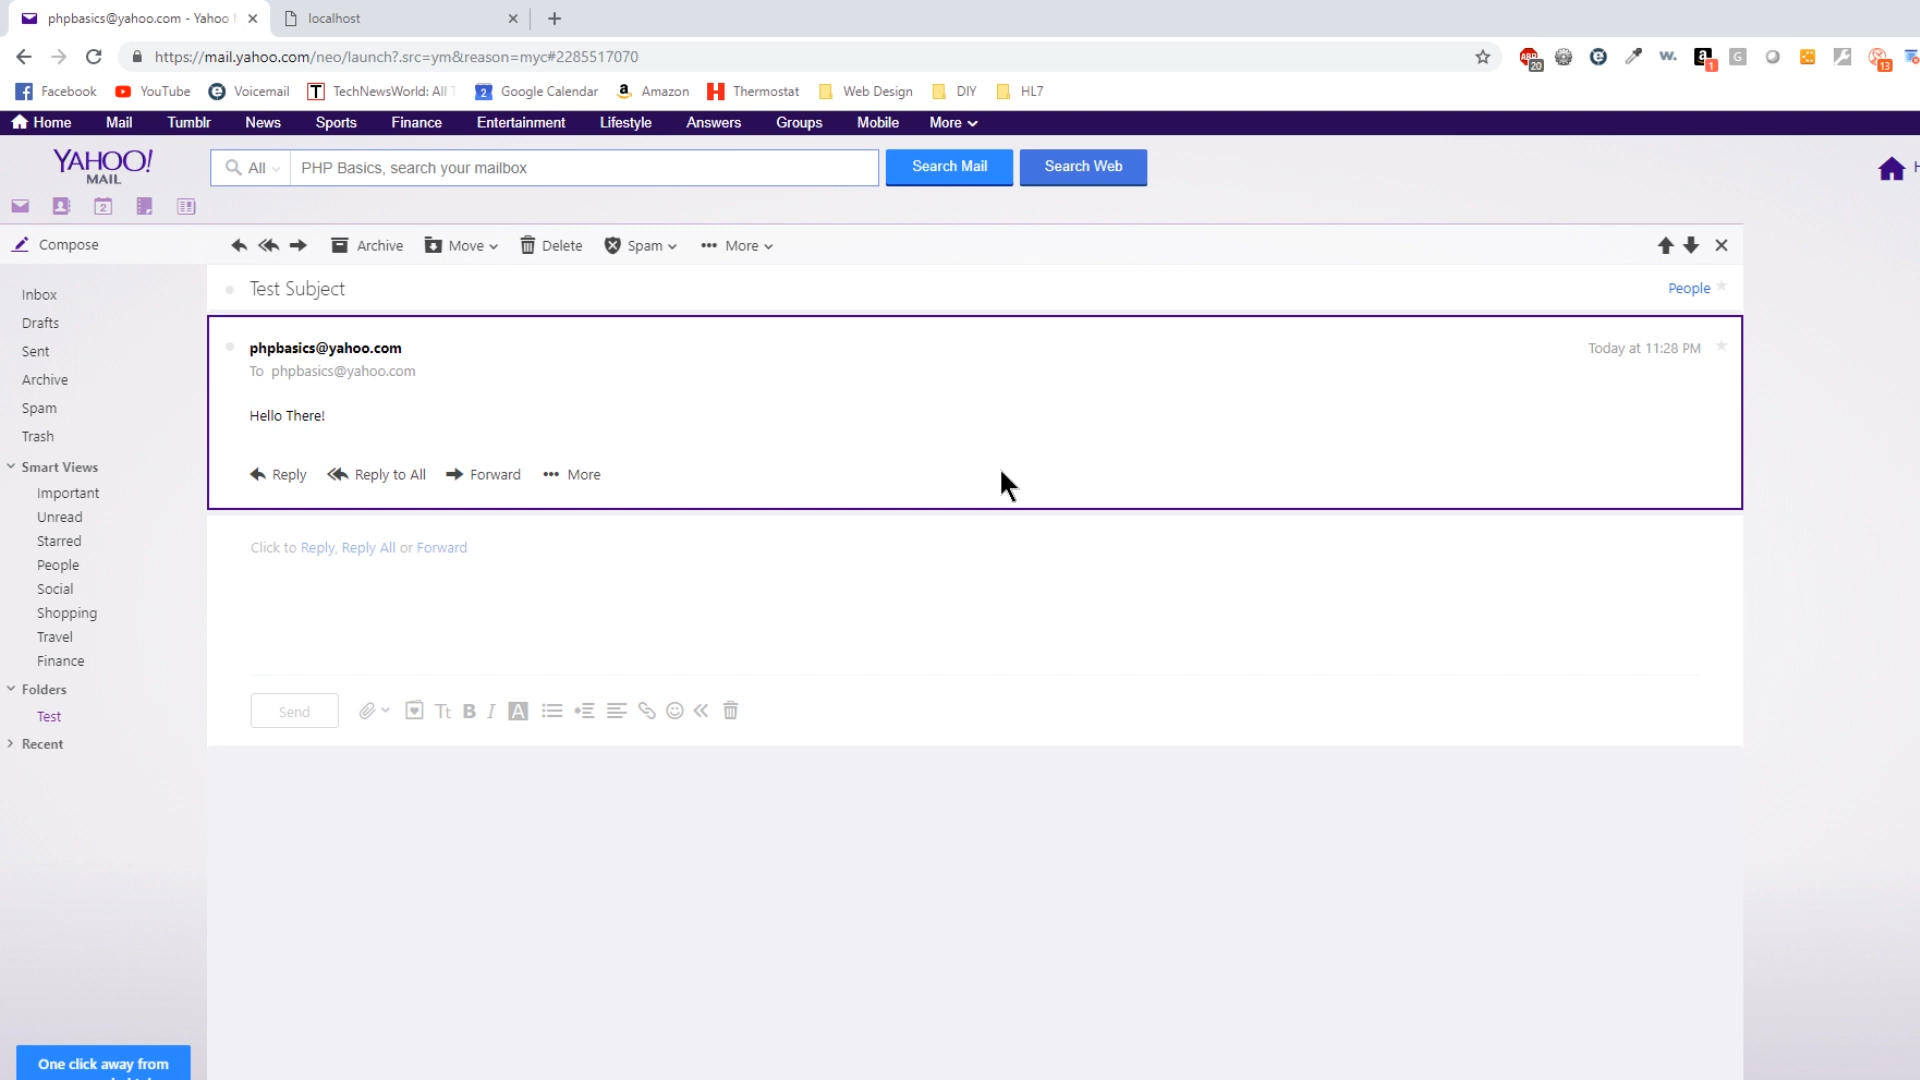 phpbasics@yahoo.com - Yahoo
localhost
https://mail.yahoo.com/neo/launch?.src=ym&reason=myc#2285517070
20
w.
a
1
G
13
Facebook
YouTube
Voicemail
T TechNewsWorld: All T
2 Google Calendar
a Amazon
H Thermostat
Web Design
DIY
HL7
Home Mail Tumblr News Sports Finance Entertainment Lifestyle Answers Groups Mobile More
YAHOO!
MAIL
All
PHP Basics, search your mailbox
Search Mail
Search Web
2
Compose
Archive Move Delete Spam More
Test Subject
People
phpbasics@yahoo.com
Today at 11:28 PM
To phpbasics@yahoo.com
Hello There!
Reply Reply to All Forward More
Click to Reply, Reply All or Forward
Send
Tt B I A
Inbox
Drafts
Sent
Archive
Spam
Trash
Smart Views
Important
Unread
Starred
People
Social
Shopping
Travel
Finance
Folders
Test
Recent
One click away from